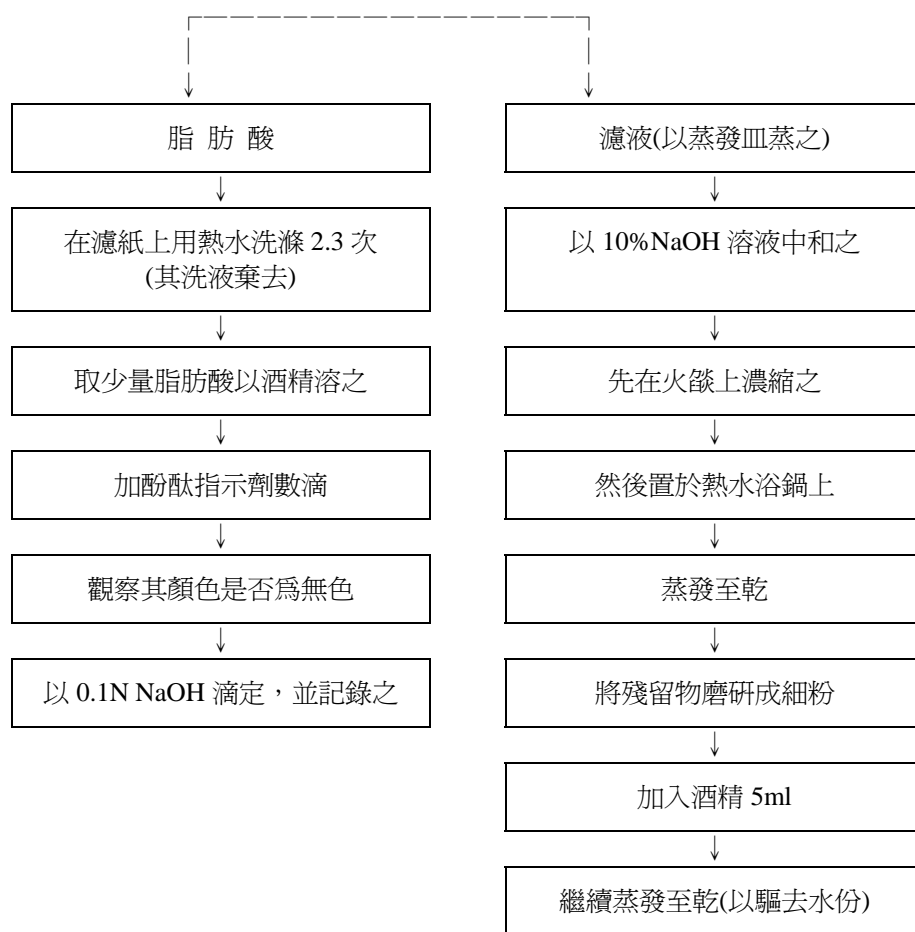 脂 肪 酸
在濾紙上用熱水洗滌 2.3 次
(其洗液棄去)
取少量脂肪酸以酒精溶之
加酚酞指示劑數滴
觀察其顏色是否爲無色
以 0.1N NaOH 滴定，並記錄之
濾液(以蒸發皿蒸之)
以 10%NaOH 溶液中和之
先在火燄上濃縮之
然後置於熱水浴鍋上
蒸發至乾
將殘留物磨研成細粉
加入酒精 5ml
繼續蒸發至乾(以驅去水份)